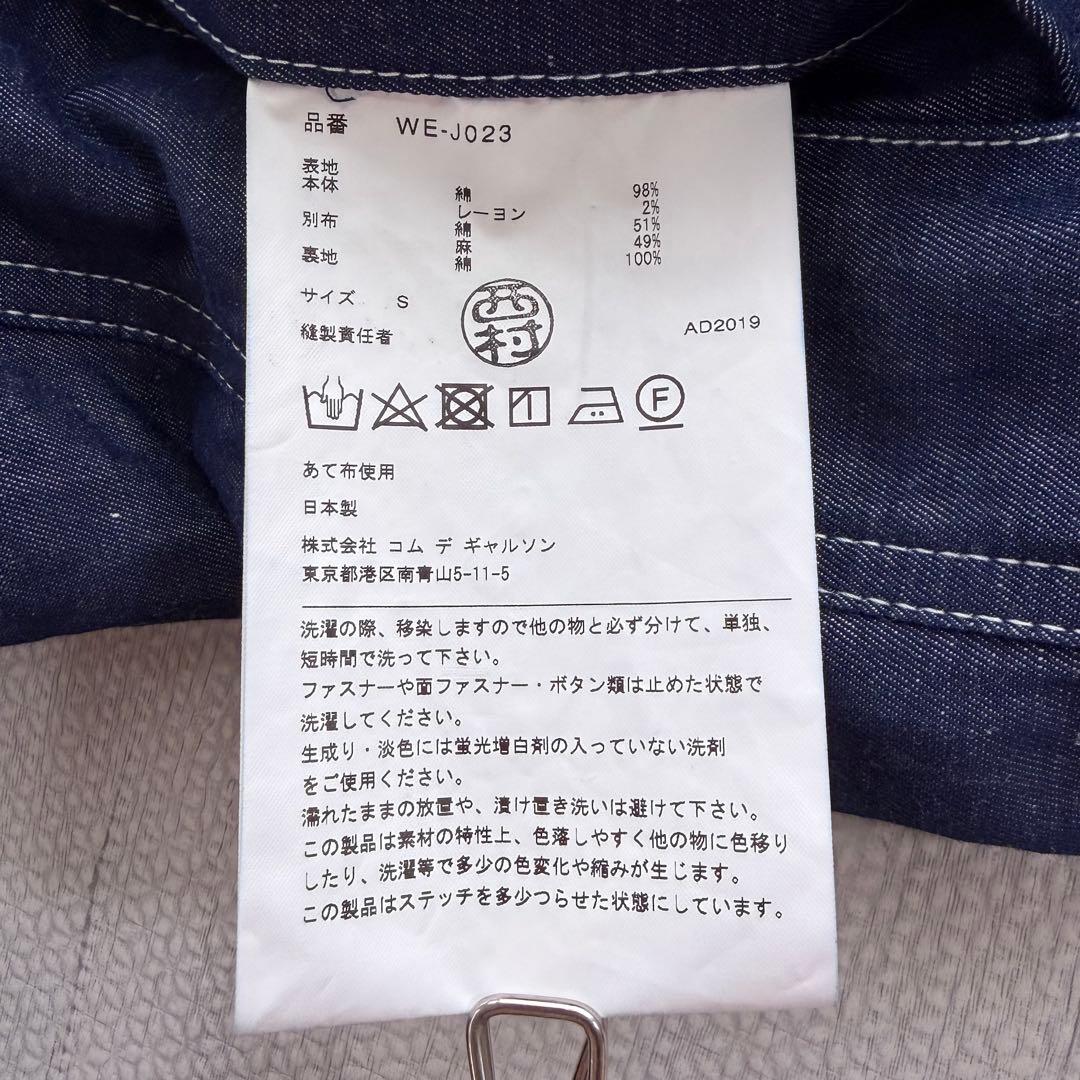 品番 WE-J023
表地
本体 綿 98%
レーヨン 2%
別布 綿 51%
麻 49%
裏地 綿 100%
サイズ S
西村
縫製責任者 AD2019
1 F
あて布使用
日本製
株式会社 コム デ ギャルソン
東京都港区南青山5-11-5
洗濯の際、移染しますので他の物と必ず分けて、単独、
短時間で洗って下さい。
ファスナーや面ファスナー・ボタン類は止めた状態で
洗濯してください。
生成り・淡色には蛍光増白剤の入っていない洗剤
をご使用ください。
濡れたままの放置や、漬け置き洗いは避けて下さい。
この製品は素材の特性上、色落しやすく他の物に色移り
したり、洗濯等で多少の色変化や縮みが生じます。
この製品はステッチを多少つらせた状態にしています。